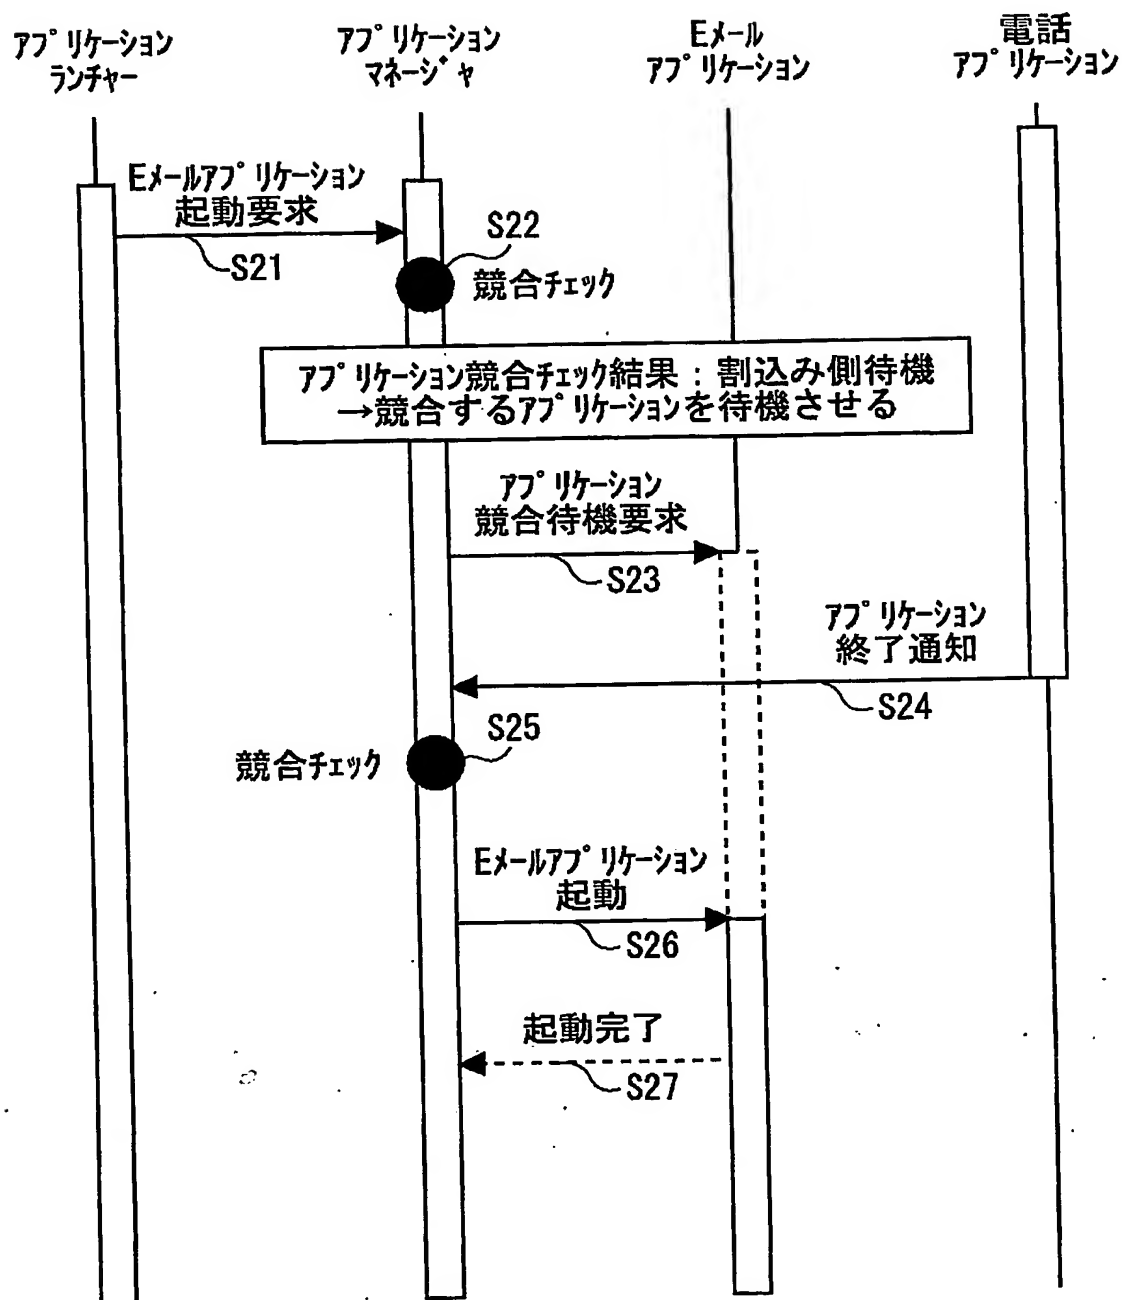 アプリケーション
ランチャー
アプリケーション
マネージャ
Eメール
アプリケーション
電話
アプリケーション
Eメールアプリケーション
起動要求
S21
S22
競合チェック
アプリケーション競合チェック結果：割込み側待機
→競合するアプリケーションを待機させる
アプリケーション
競合待機要求
S23
アプリケーション
終了通知
S24
S25
競合チェック
Eメールアプリケーション
起動
S26
起動完了
S27